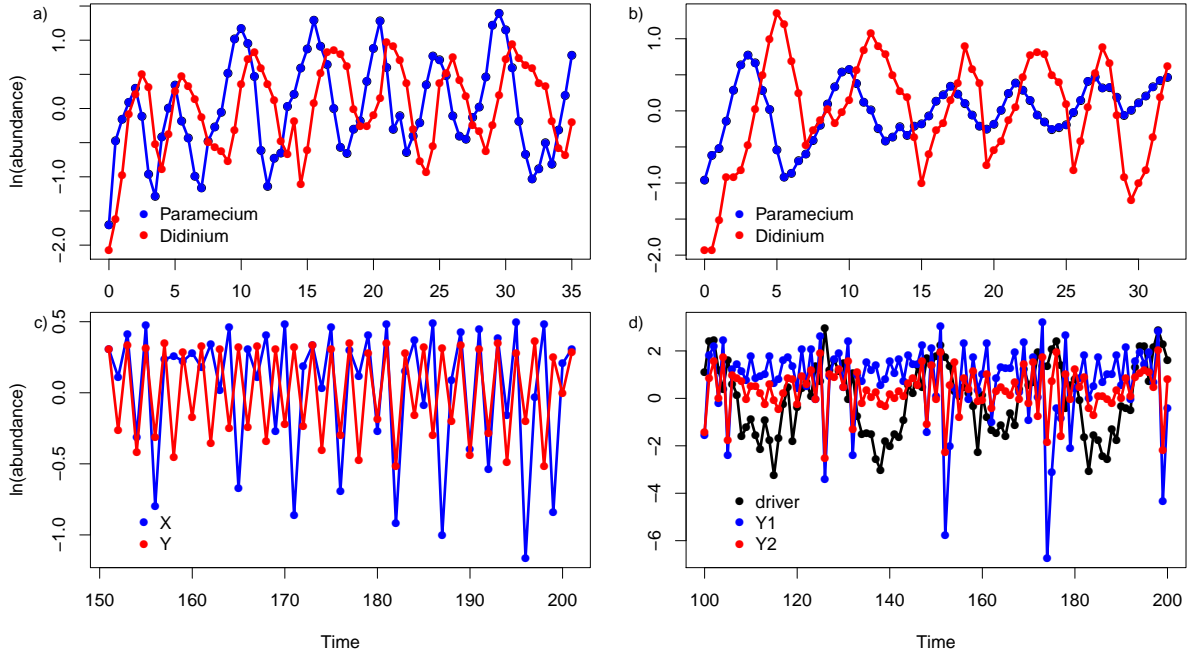 a)
ln(abundance)
1.0
0.0
−1.0
−2.0
Paramecium
Didinium
0 5 10 15 20 25 30 35
b)
1.0
0.0
−1.0
−2.0
Paramecium
Didinium
0 5 10 15 20 25 30
c)
ln(abundance)
0.5
0.0
−0.5
−1.0
X
Y
150 160 170 180 190 200
Time
d)
2
0
−2
−4
−6
driver
Y1
Y2
100 120 140 160 180 200
Time